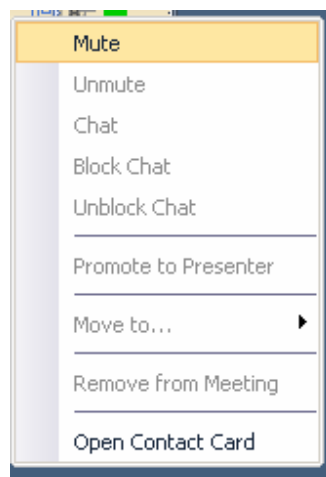 Mute
Unmute
Chat
Block Chat
Unblock Chat
Promote to Presenter
Move to...
Remove from Meeting
Open Contact Card